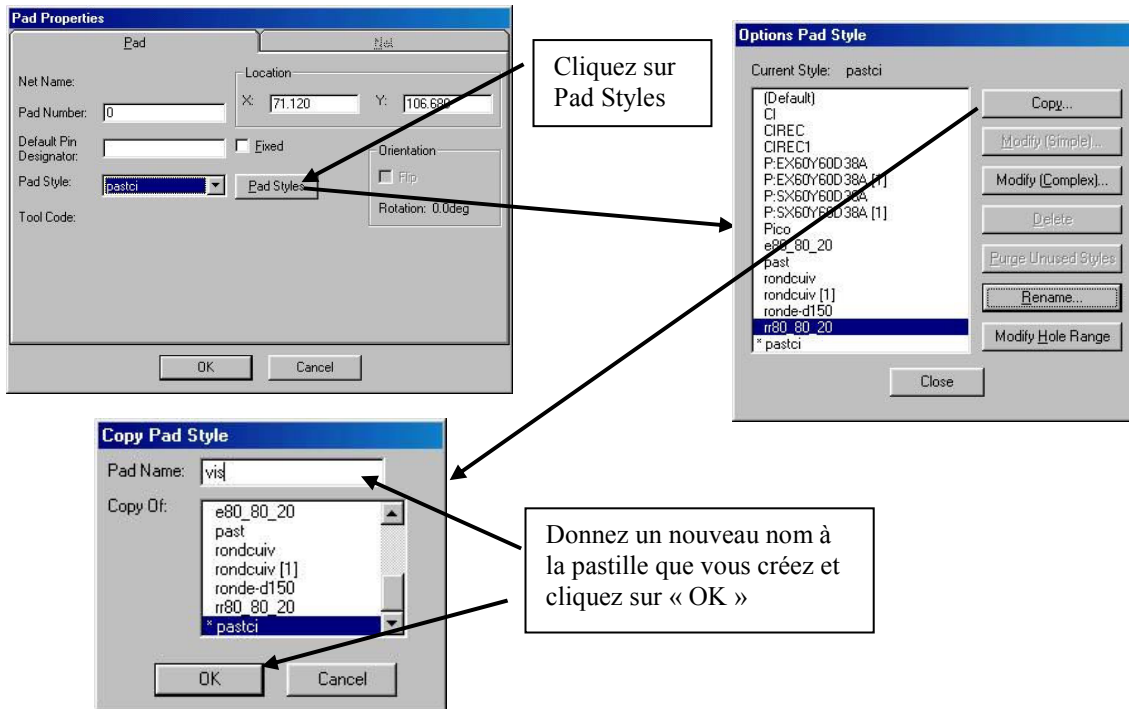 Pad Properties
Pad
Net
Net Name:
Pad Number: 0
Default Pin
Designator:
Pad Style: pastci
Pad Styles
Tool Code:
Location
X: 71.120 Y: 106.680
Fixed
Orientation
Flip
Rotation: 0.0deg
OK Cancel
Cliquez sur
Pad Styles
Options Pad Style
Current Style: pastci
(Default)
CI
CIREC
CIREC1
P:EX60Y60D38A
P:EX60Y60D38A [1]
P:SX60Y60D38A
P:SX60Y60D38A [1]
Pico
e80_80_20
past
rondcuiv
rondcuiv [1]
ronde-d150
rr80_80_20
* pastci
Copy...
Modify (Simple)...
Modify (Complex)...
Delete
Purge Unused Styles
Rename...
Modify Hole Range
Close
Copy Pad Style
Pad Name: vis
Copy Of:
e80_80_20
past
rondcuiv
rondcuiv [1]
ronde-d150
rr80_80_20
* pastci
OK Cancel
Donnez un nouveau nom à
la pastille que vous créez et
cliquez sur « OK »